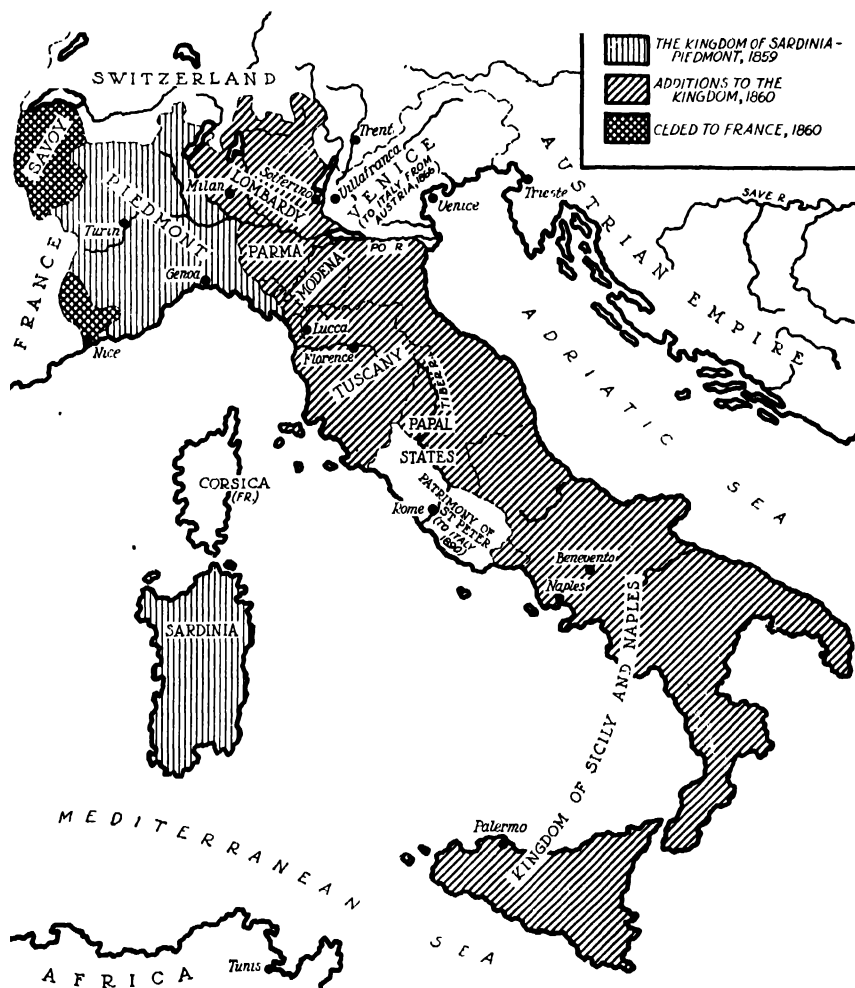 THE KINGDOM OF SARDINIA-
PIEDMONT, 1859
ADDITIONS TO THE
KINGDOM, 1860
CEDED TO FRANCE, 1860
SWITZERLAND
SAVOY
PIEDMONT
Turin
FRANCE
Genoa
Nice
Milan
LOMBARDY
Solferino
Villafranca
Trent
VENICE
(TO ITALY FROM
AUSTRIA, 1866)
Venice
Trieste
AUSTRIAN EMPIRE
SAVE R.
PO R.
PARMA
MODENA
Lucca
Florence
TUSCANY
TIBER R.
PAPAL
STATES
PATRIMONY OF
ST PETER
(TO ITALY
1890)
Rome
ADRIATIC SEA
CORSICA
(FR.)
SARDINIA
Benevento
Naples
KINGDOM OF SICILY AND NAPLES
Palermo
MEDITERRANEAN SEA
AFRICA
Tunis